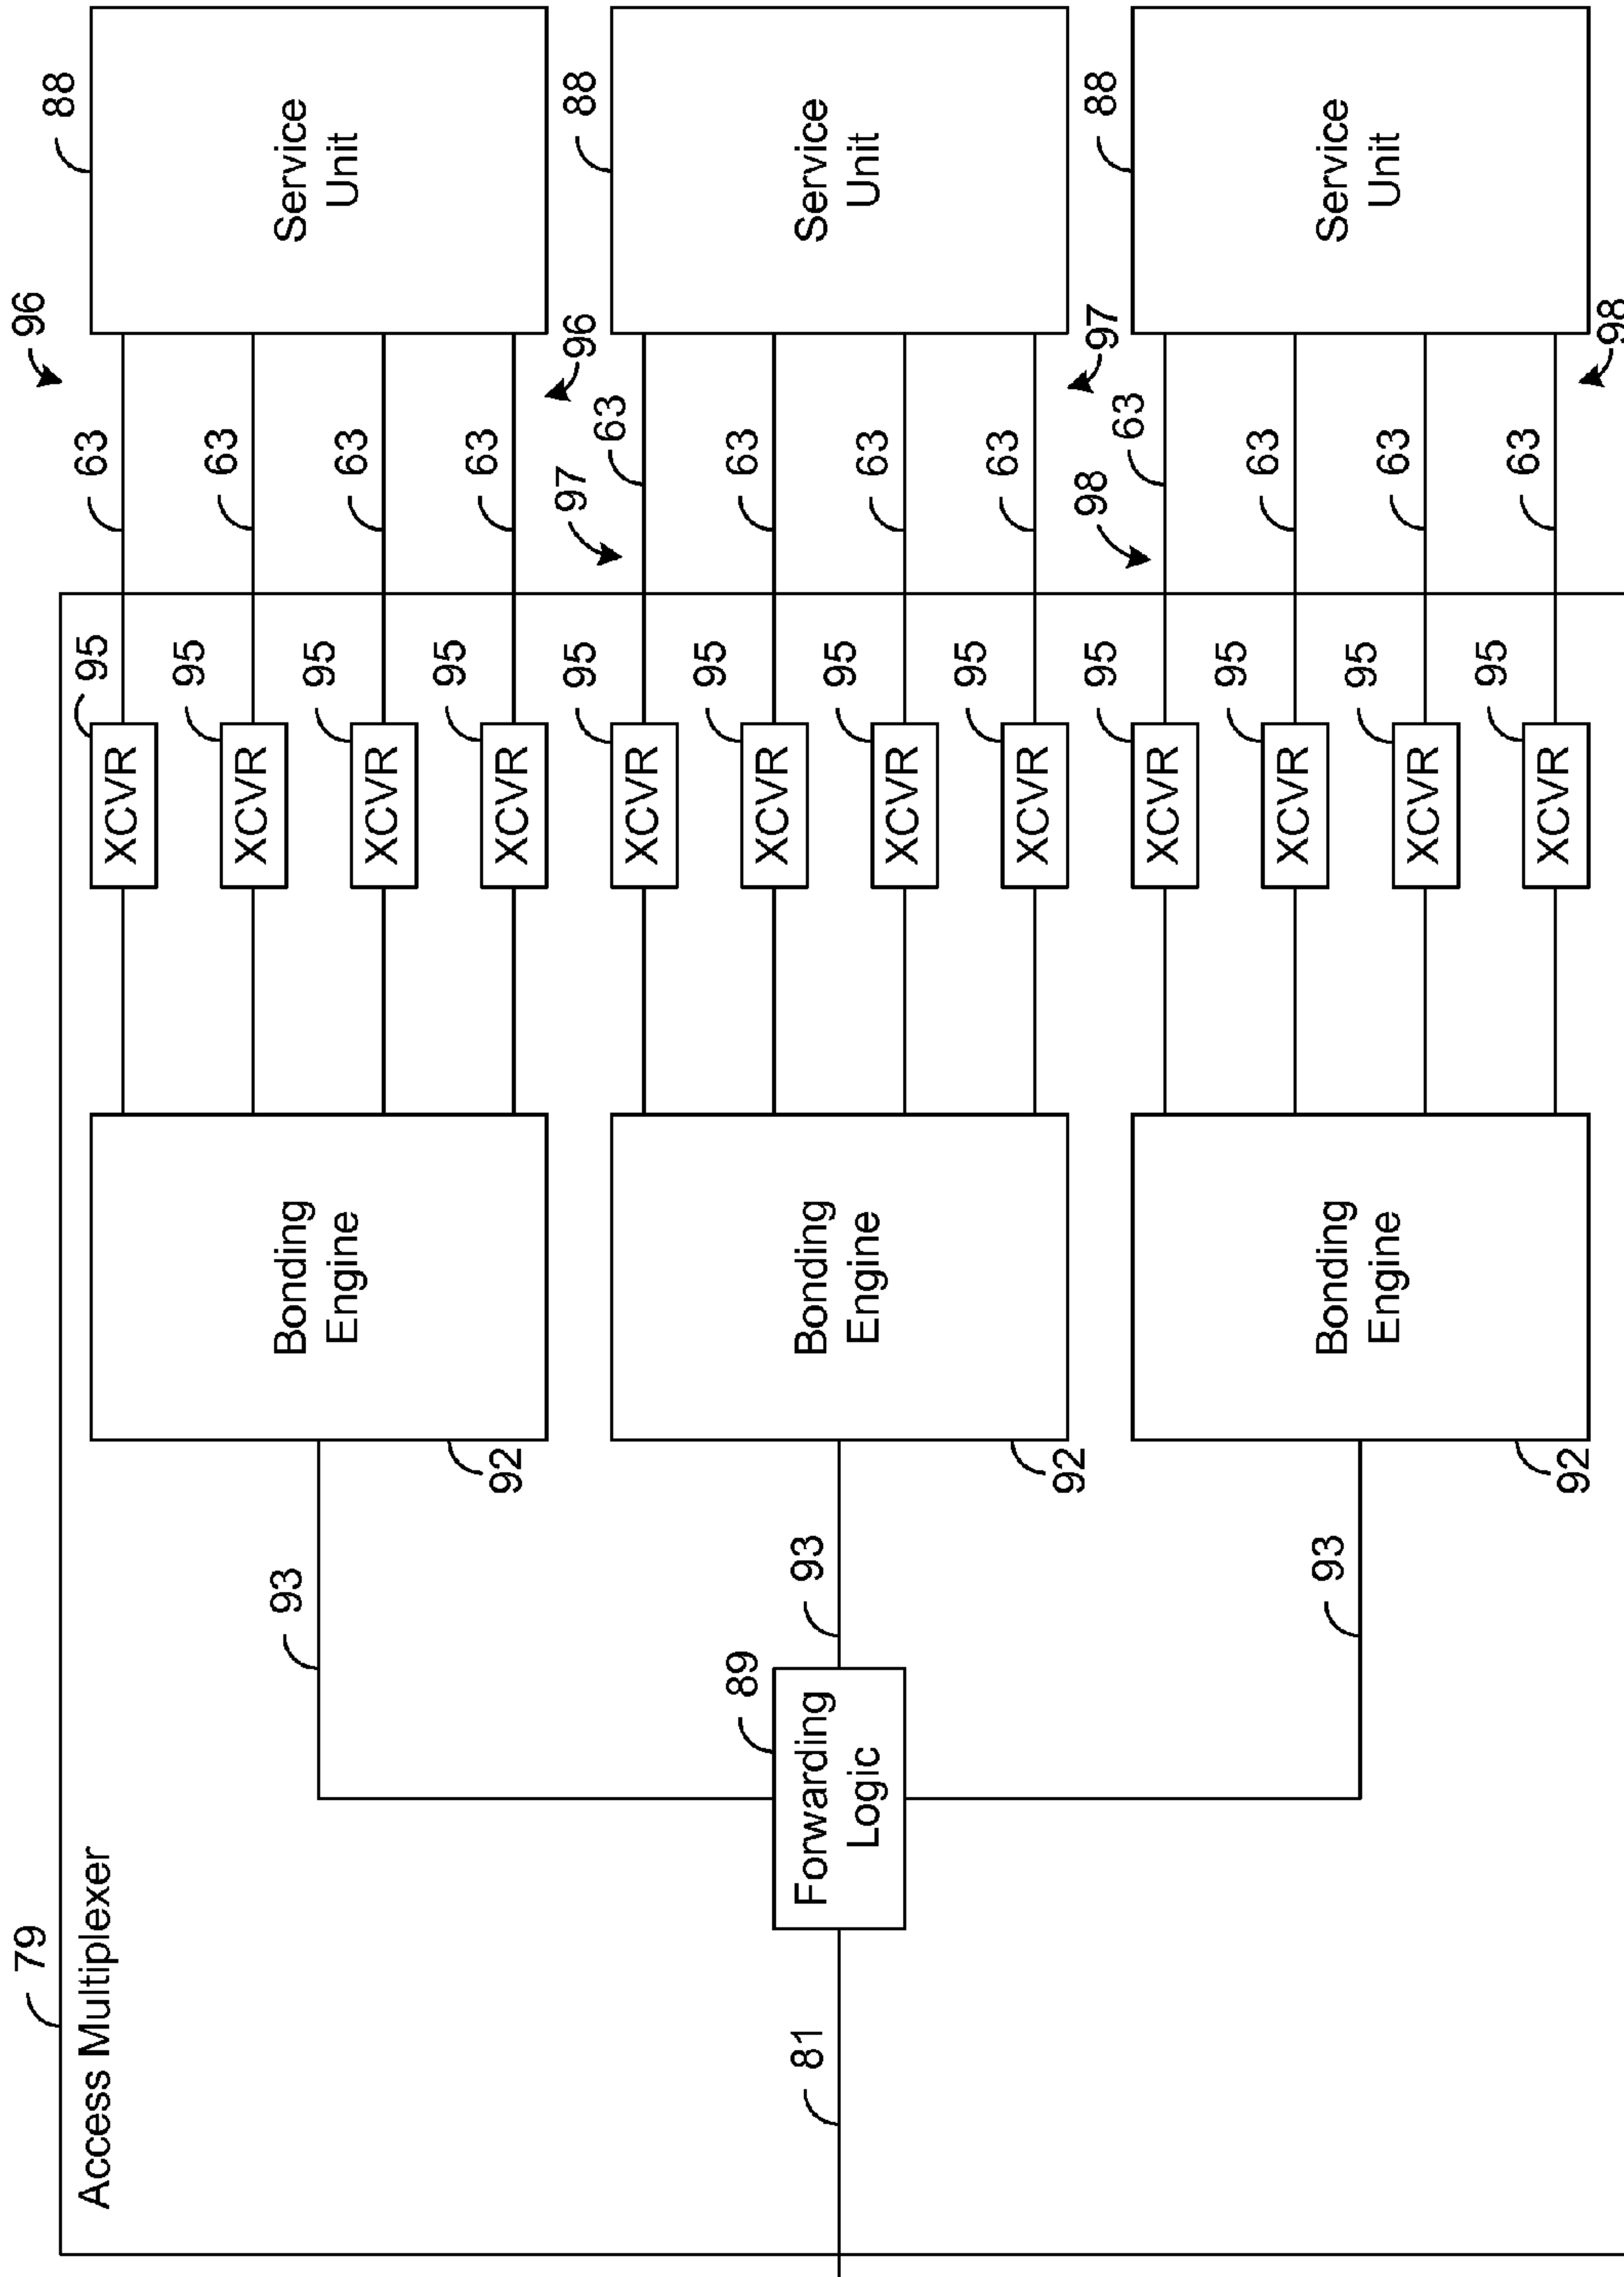 79
96
88
Access Multiplexer
95
63
XCVR
95
63
XCVR
93
Bonding
Engine
Service
Unit
95
63
XCVR
95
63
XCVR
92
95
97
96
88
63
XCVR
89
95
63
XCVR
81
Forwarding
Logic
93
Bonding
Engine
Service
Unit
95
63
XCVR
95
63
XCVR
92
95
98
97
88
63
XCVR
95
63
XCVR
93
Bonding
Engine
Service
Unit
95
63
XCVR
95
63
XCVR
92
98